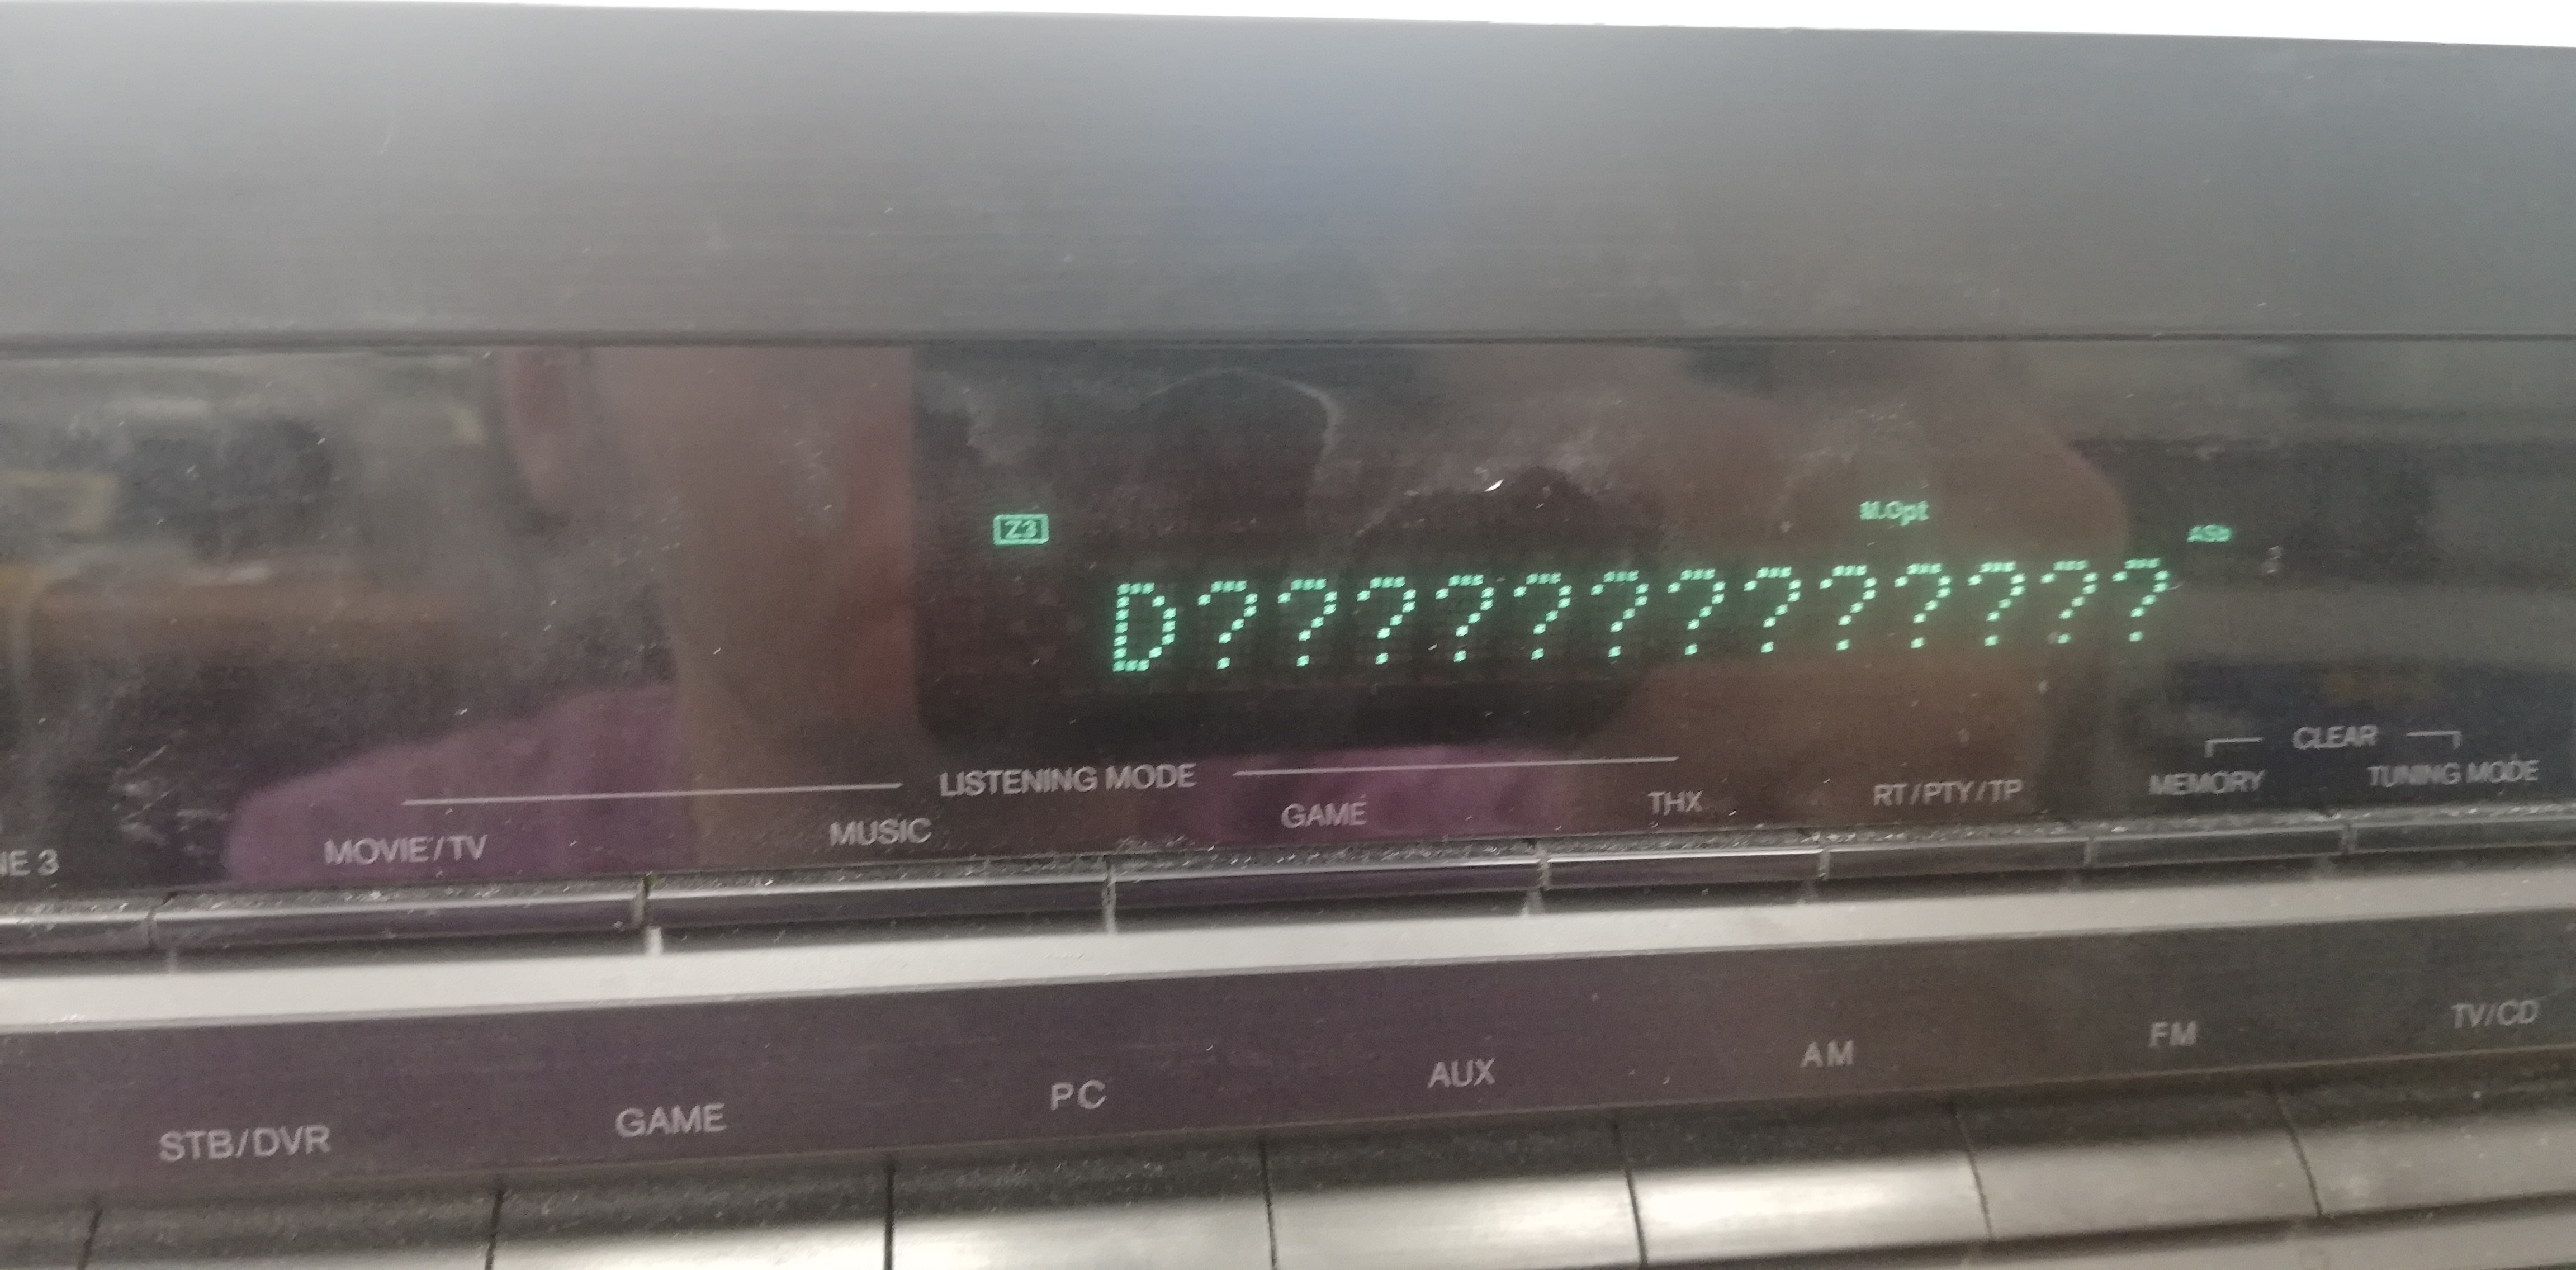 Z3
M.Opt
ASb
D?????????????
LISTENING MODE
CLEAR
NE 3
MOVIE/TV
MUSIC
GAME
THX
RT/PTY/TP
MEMORY
TUNING MODE
STB/DVR
GAME
PC
AUX
AM
FM
TV/CD